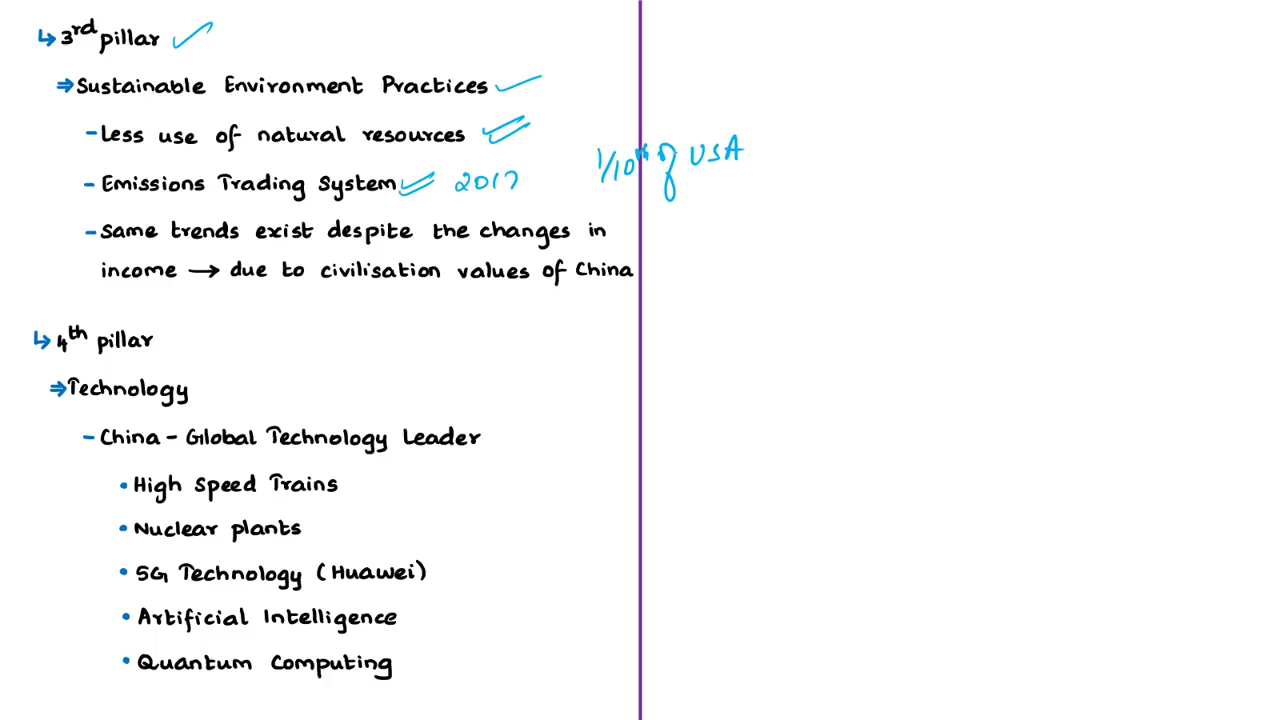 ↳ 3rd pillar
⇒ Sustainable Environment Practices
- Less use of natural resources
1/10th of USA
- Emissions Trading System 2017
- Same trends exist despite the changes in
income → due to civilisation values of China
↳ 4th pillar
⇒ Technology
- China - Global Technology Leader
• High Speed Trains
• Nuclear plants
• 5G Technology (Huawei)
• Artificial Intelligence
• Quantum Computing